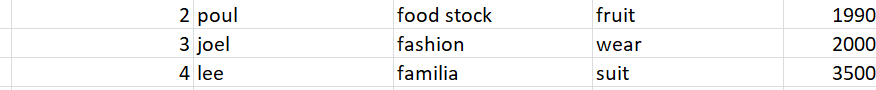 2 poul food stock fruit 1990
3 joel fashion wear 2000
4 lee familia suit 3500